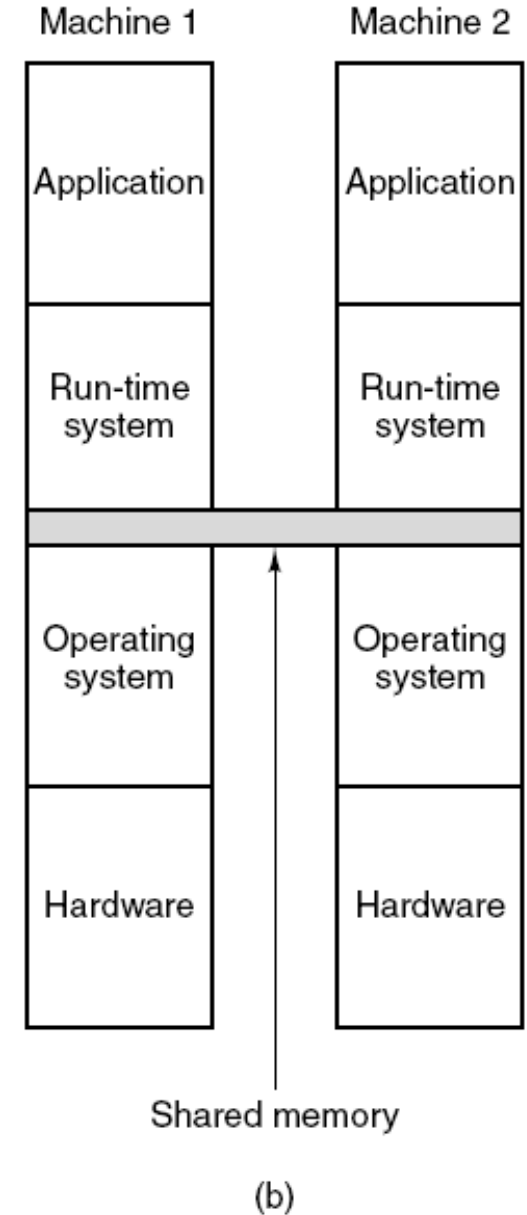 Machine 1
Machine 2
Application
Application
Run-time
system
Run-time
system
Operating
system
Operating
system
Hardware
Hardware
Shared memory
(b)